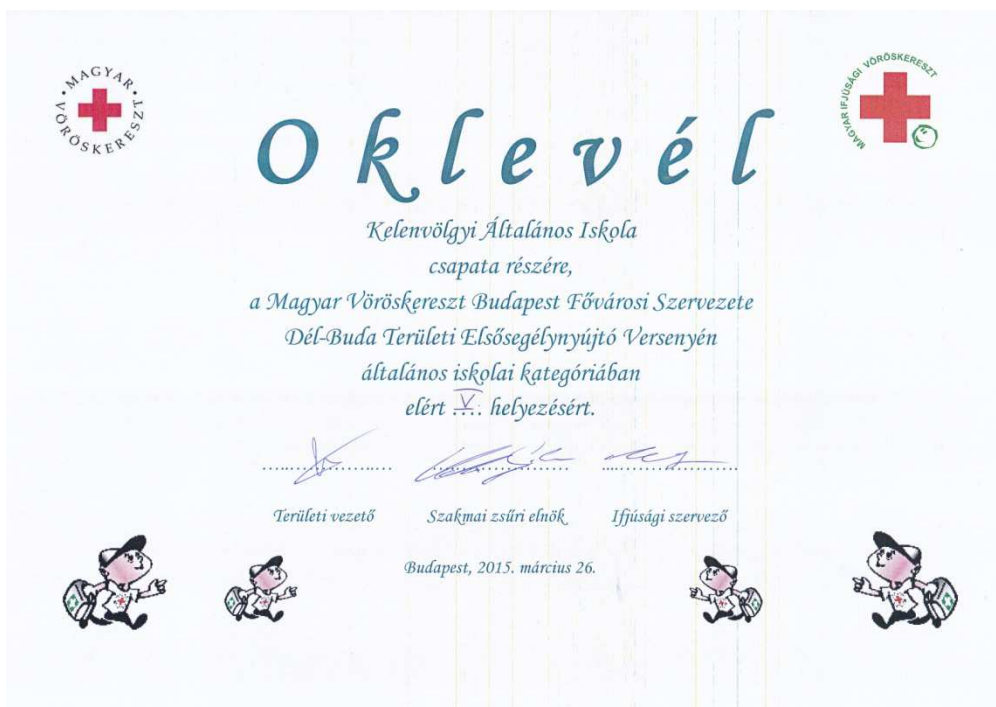 MAGYAR VÖRÖSKERESZT
MAGYAR IFJÚSÁGI VÖRÖSKERESZT
Oklevél
Kelenvölgyi Általános Iskola
csapata részére,
a Magyar Vöröskereszt Budapest Fővárosi Szervezete
Dél-Buda Területi Elsősegélynyújtó Versenyén
általános iskolai kategóriában
elért V. helyezésért.
Területi vezető Szakmai zsűri elnök Ifjúsági szervező
Budapest, 2015. március 26.